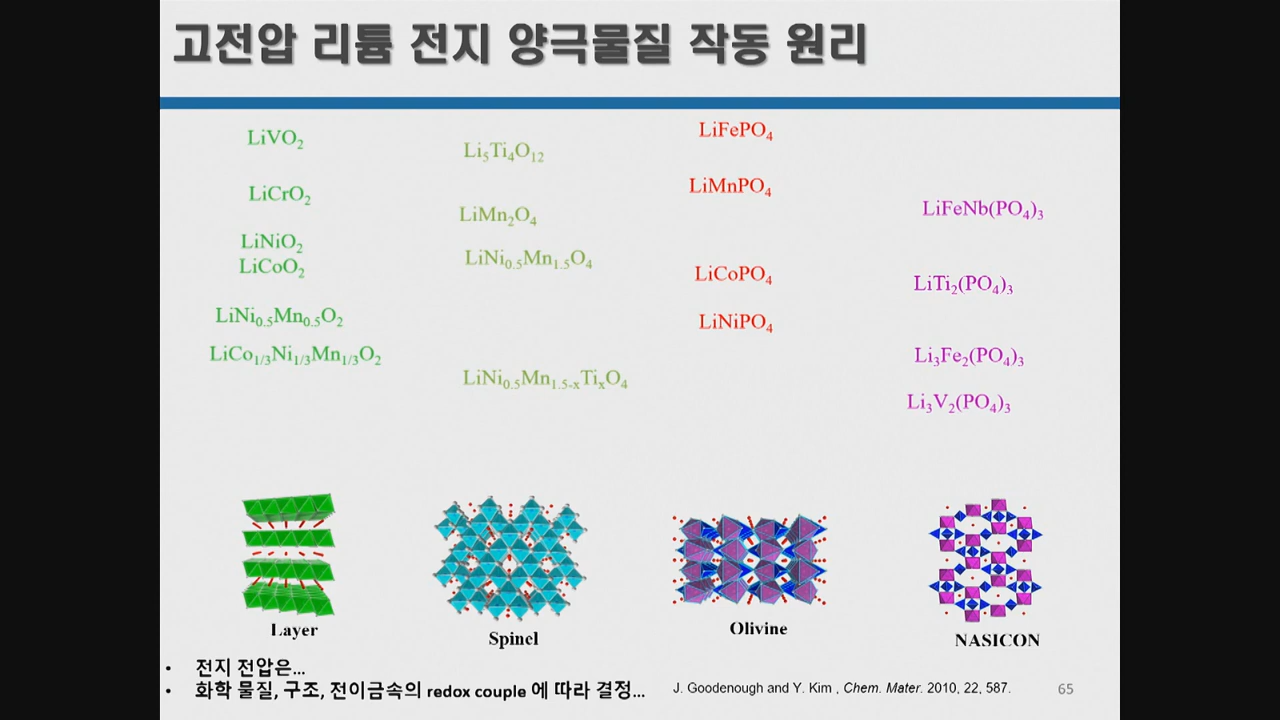 고전압 리튬 전지 양극물질 작동 원리
LiVO2
LiCrO2
LiNiO2
LiCoO2
LiNi0.5Mn0.5O2
LiCo1/3Ni1/3Mn1/3O2
Li5Ti4O12
LiMn2O4
LiNi0.5Mn1.5O4
LiNi0.5Mn1.5-xTixO4
LiFePO4
LiMnPO4
LiCoPO4
LiNiPO4
LiFeNb(PO4)3
LiTi2(PO4)3
Li3Fe2(PO4)3
Li3V2(PO4)3
Layer
Spinel
Olivine
NASICON
• 전지 전압은...
• 화학 물질, 구조, 전이금속의 redox couple 에 따라 결정...
J. Goodenough and Y. Kim , Chem. Mater. 2010, 22, 587.
65